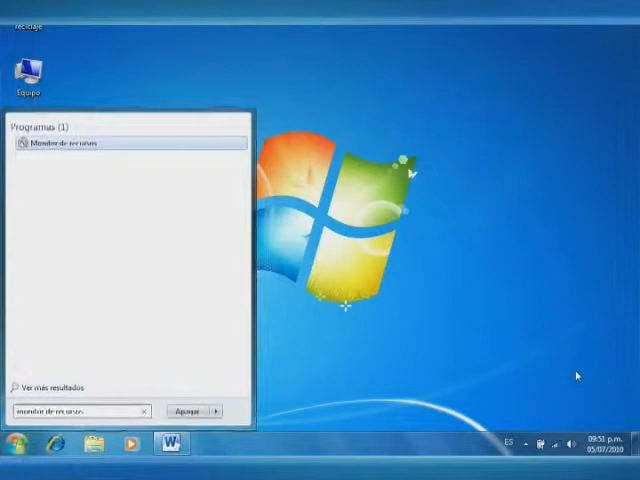 reciclaje
Equipo
Programas (1)
Monitor de recursos
Ver más resultados
monitor de recursos
Apagar
ES
09:51 p.m.
05/07/2010